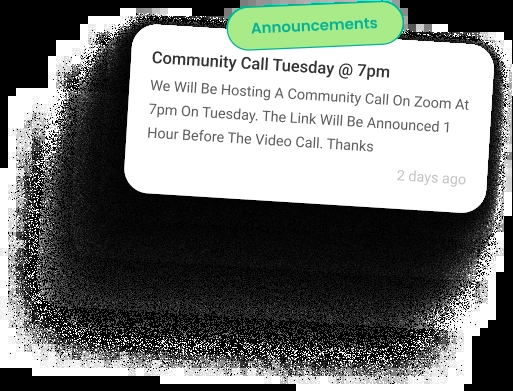 Announcements
Community Call Tuesday @ 7pm
We Will Be Hosting A Community Call On Zoom At
7pm On Tuesday. The Link Will Be Announced 1
Hour Before The Video Call. Thanks
2 days ago